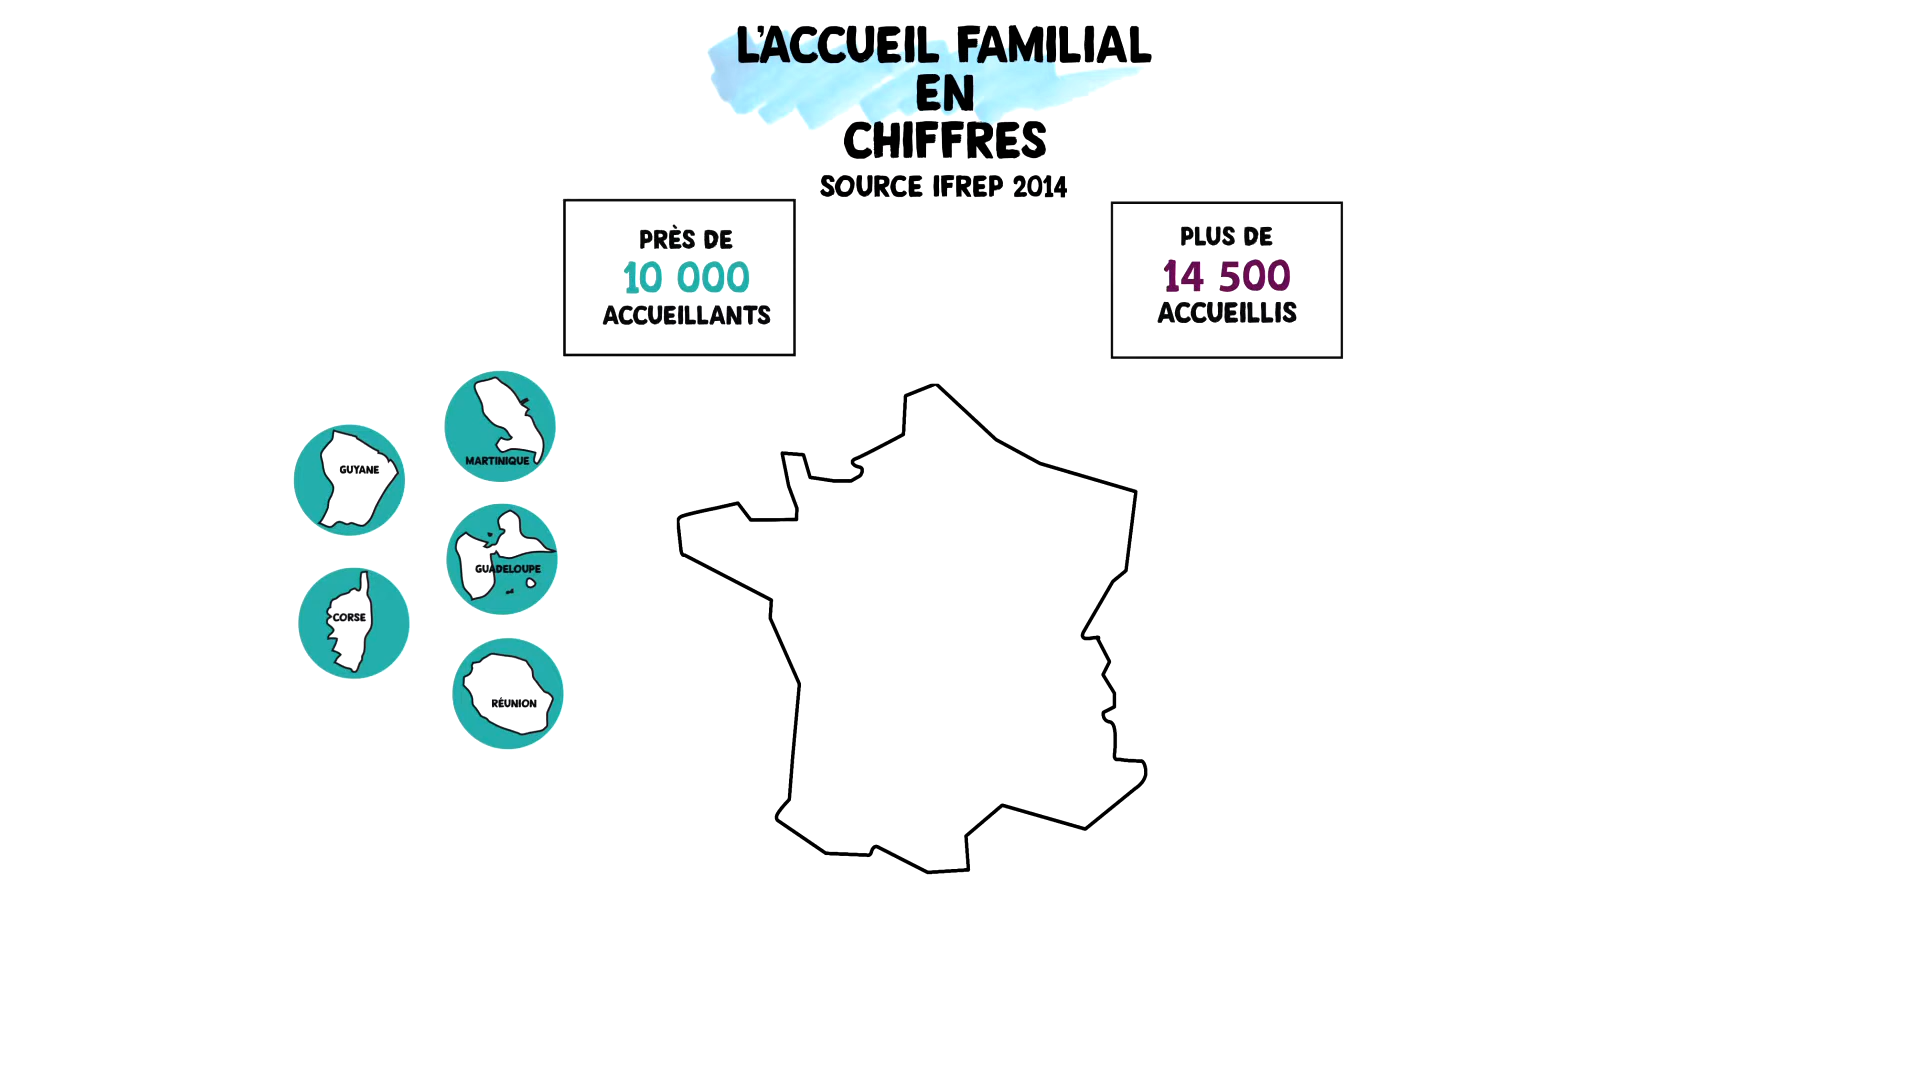 L'ACCUEIL FAMILIAL
EN
CHIFFRES
SOURCE IFREP 2014
PRÈS DE
10 000
ACCUEILLANTS
PLUS DE
14 500
ACCUEILLIS
MARTINIQUE
GUYANE
GUADELOUPE
CORSE
RÉUNION